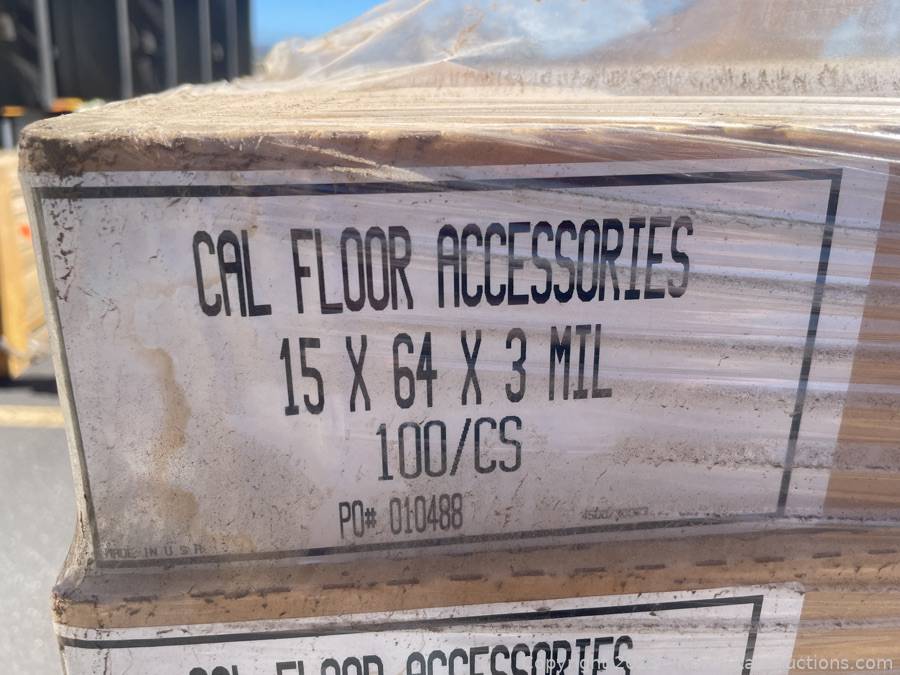 CAL FLOOR ACCESSORIES
15 X 64 X 3 MIL
100/CS
PO# 010488
MADE IN U S A
CAL FLOOR ACCESSORIES